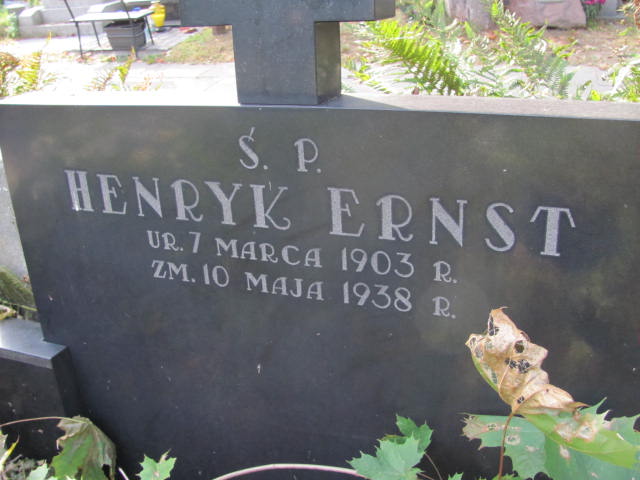 Ś. P.
HENRYK ERNST
UR. 7 MARCA 1903 R.
ZM. 10 MAJA 1938 R.